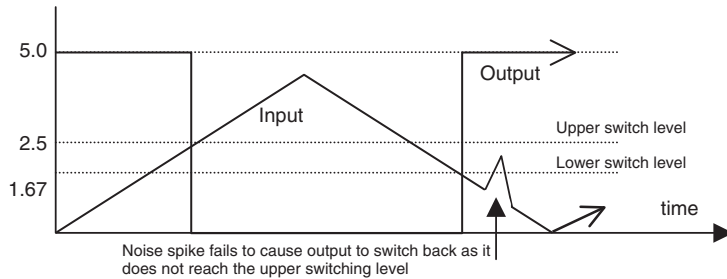 5.0
Output
Input
Upper switch level
2.5
Lower switch level
1.67
time
Noise spike fails to cause output to switch back as it
does not reach the upper switching level